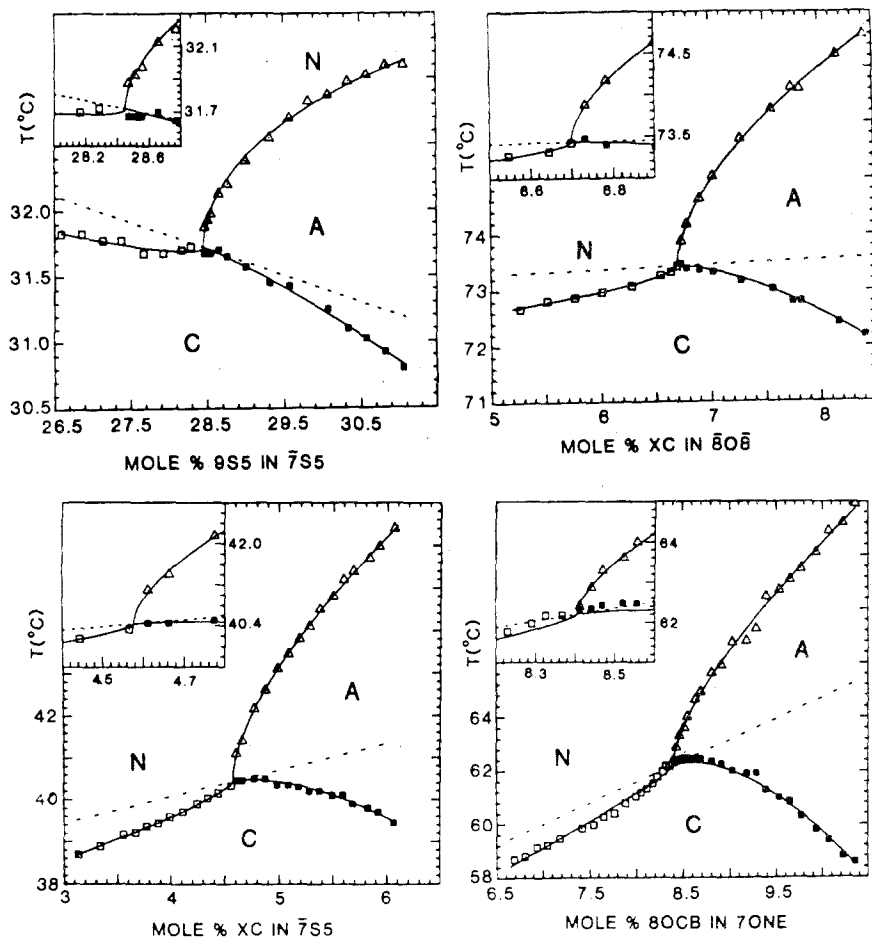 32.1
31.7
28.2 28.6
T(°C)
N
A
C
32.0
31.5
31.0
30.5
26.5 27.5 28.5 29.5 30.5
MOLE % 9S5 IN 7̄S5
74.5
73.5
6.6 6.8
T(°C)
N
A
C
74
73
72
71
5 6 7 8
MOLE % XC IN 8̄O8̄
42.0
40.4
4.5 4.7
T(°C)
N
A
C
42
40
38
3 4 5 6
MOLE % XC IN 7̄S5
64
62
8.3 8.5
T(°C)
N
A
C
64
62
60
58
6.5 7.5 8.5 9.5
MOLE % 8OCB IN 7ONE